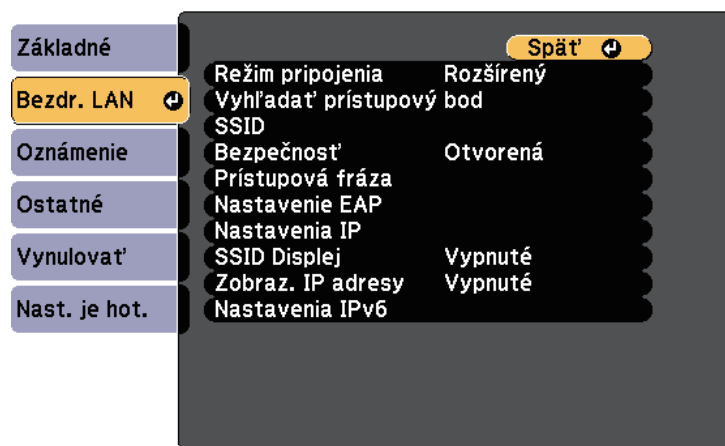 Základné
Bezdr. LAN
Oznámenie
Ostatné
Vynulovať
Nast. je hot.
Späť
Režim pripojenia Rozšírený
Vyhľadať prístupový bod
SSID
Bezpečnosť Otvorená
Prístupová fráza
Nastavenie EAP
Nastavenia IP
SSID Displej Vypnuté
Zobraz. IP adresy Vypnuté
Nastavenia IPv6